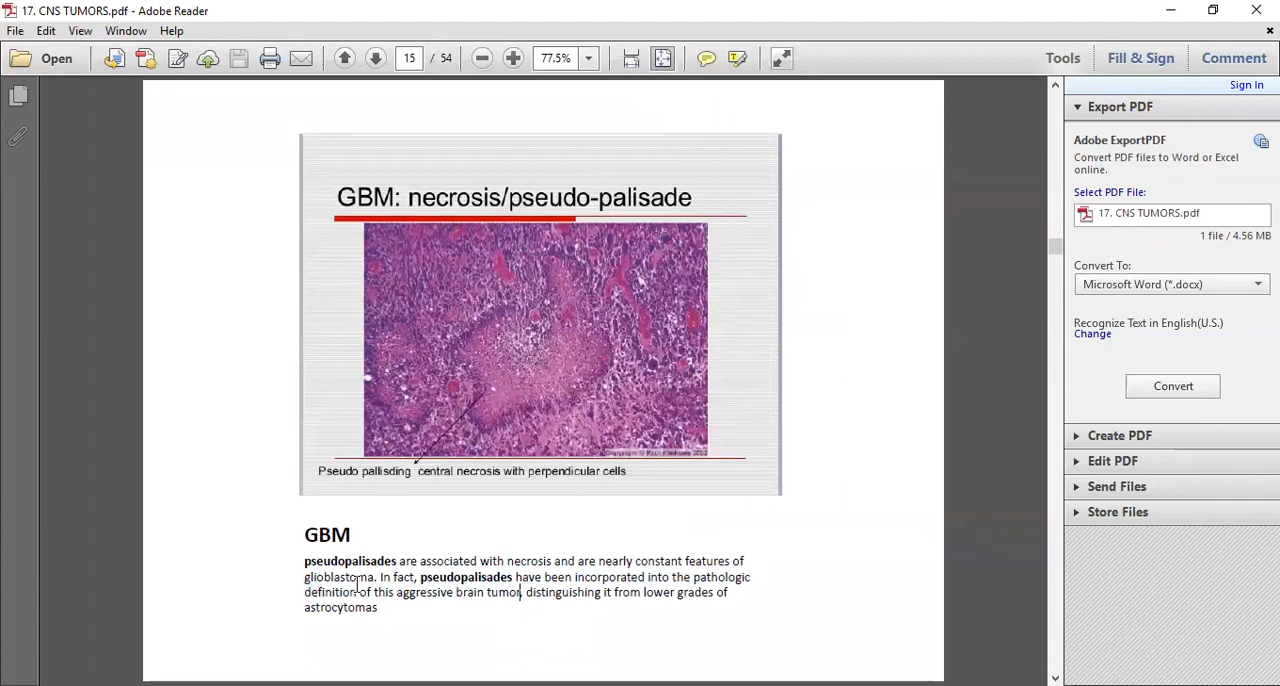 17. CNS TUMORS.pdf - Adobe Reader
File Edit View Window Help
Open 15 / 54 77.5% Tools Fill & Sign Comment
Sign In
Export PDF
Adobe ExportPDF
Convert PDF files to Word or Excel
online.
Select PDF File:
17. CNS TUMORS.pdf
1 file / 4.56 MB
Convert To:
Microsoft Word (*.docx)
Recognize Text in English(U.S.)
Change
Convert
Create PDF
Edit PDF
Send Files
Store Files
GBM: necrosis/pseudo-palisade
Pseudo pallisding central necrosis with perpendicular cells
GBM
pseudopalisades are associated with necrosis and are nearly constant features of
glioblastoma. In fact, pseudopalisades have been incorporated into the pathologic
definition of this aggressive brain tumor, distinguishing it from lower grades of
astrocytomas